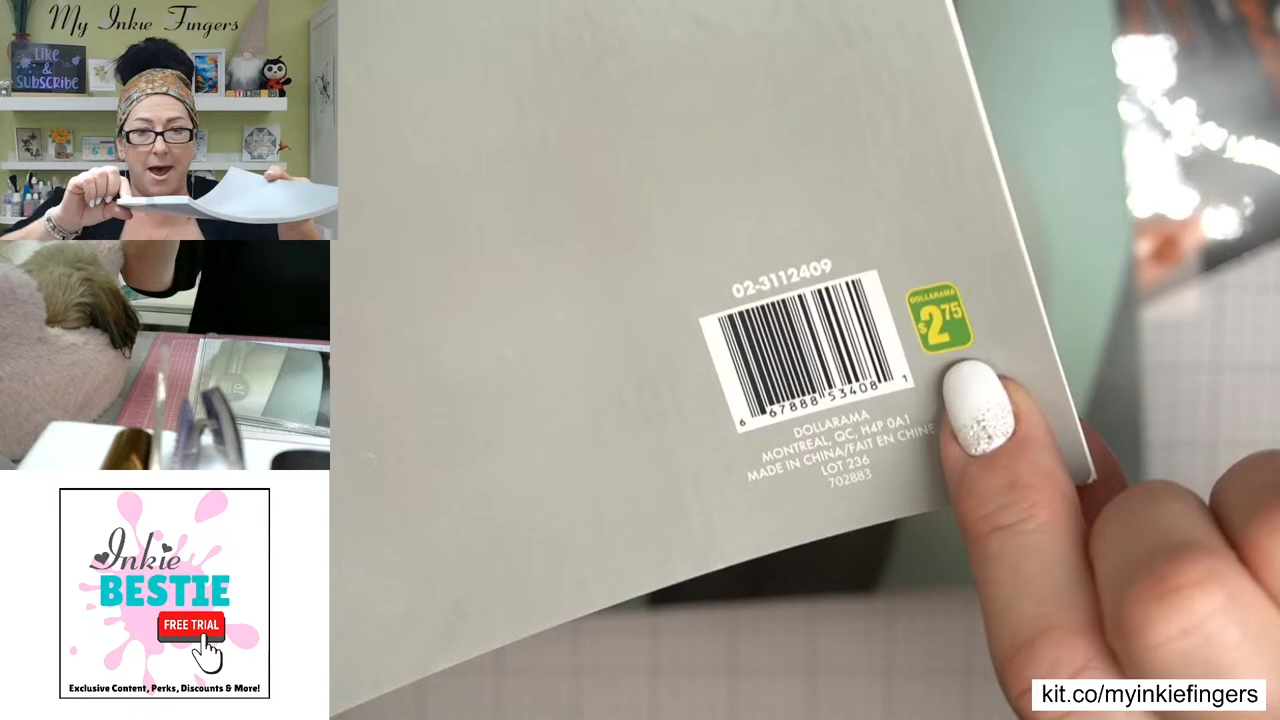 My Inkie Fingers
Like
&
Subscribe
02-3112409
6 67888 53408 1
DOLLARAMA
$2.75
DOLLARAMA
MONTREAL, QC, H4P 0A1
MADE IN CHINA/FAIT EN CHINE
LOT 236
702883
Inkie
BESTIE
FREE TRIAL
Exclusive Content, Perks, Discounts & More!
kit.co/myinkiefingers